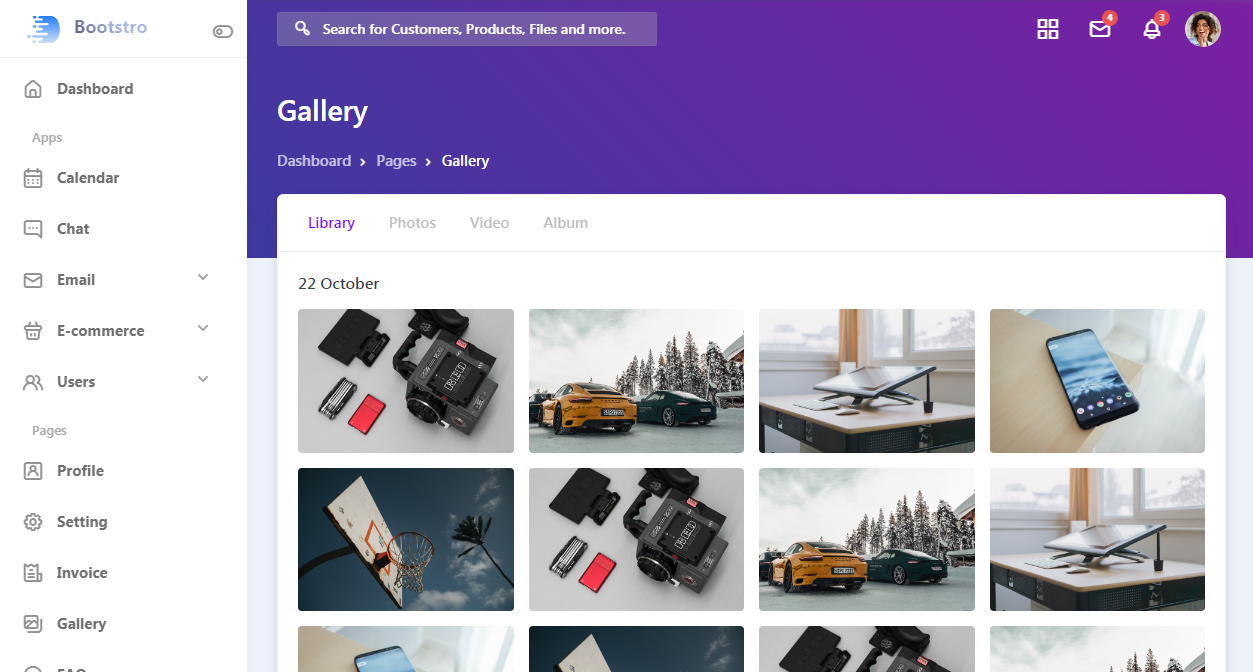 Bootstro
Search for Customers, Products, Files and more.
4
3
Dashboard
Apps
Calendar
Chat
Email
E-commerce
Users
Pages
Profile
Setting
Invoice
Gallery
FAQ
Gallery
Dashboard > Pages > Gallery
Library Photos Video Album
22 October